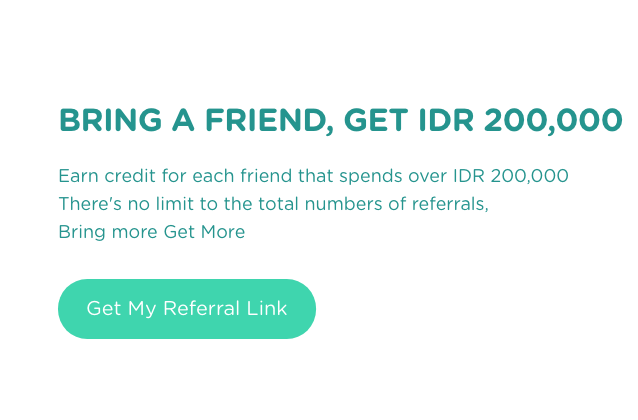 BRING A FRIEND, GET IDR 200,000
Earn credit for each friend that spends over IDR 200,000
There's no limit to the total numbers of referrals,
Bring more Get More
Get My Referral Link